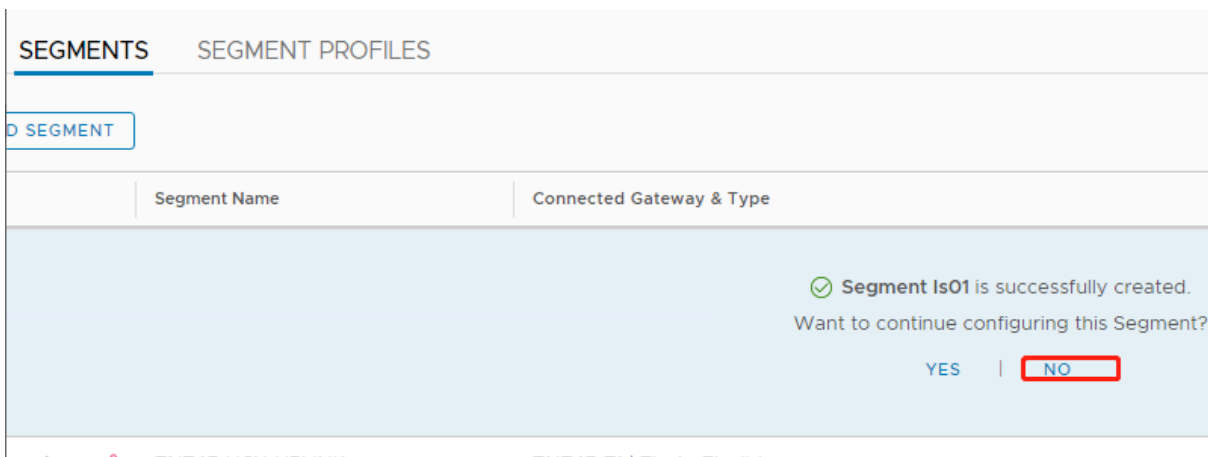 SEGMENTS SEGMENT PROFILES
D SEGMENT
Segment Name Connected Gateway & Type
Segment ls01 is successfully created.
Want to continue configuring this Segment?
YES | NO